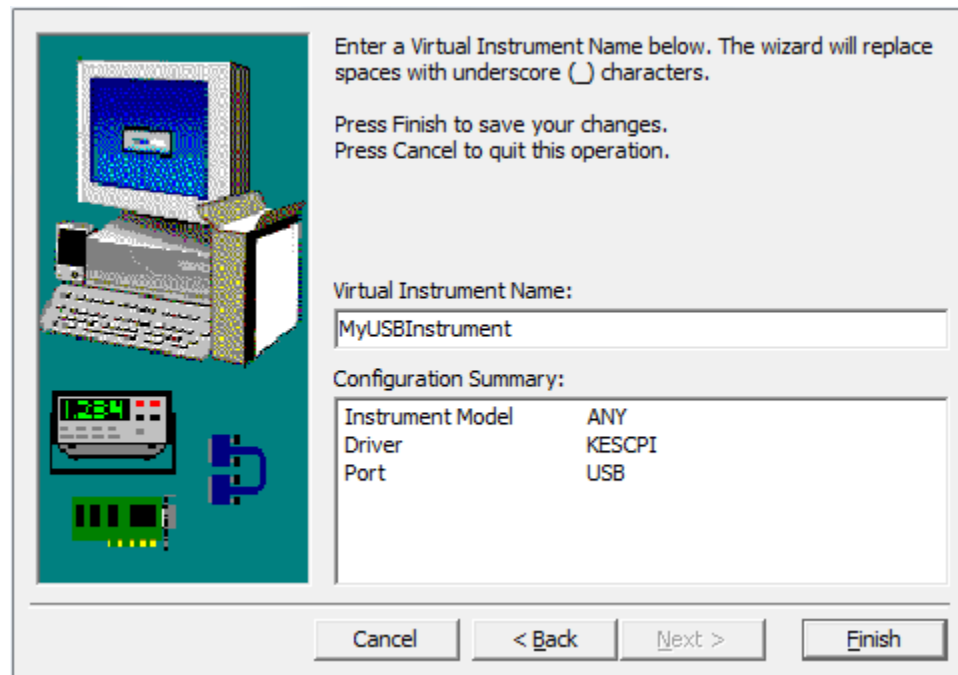 Enter a Virtual Instrument Name below. The wizard will replace
spaces with underscore (_) characters.
Press Finish to save your changes.
Press Cancel to quit this operation.
Virtual Instrument Name:
MyUSBInstrument
Configuration Summary:
Instrument Model ANY
Driver KESCPI
Port USB
1.234
Cancel < Back Next > Finish